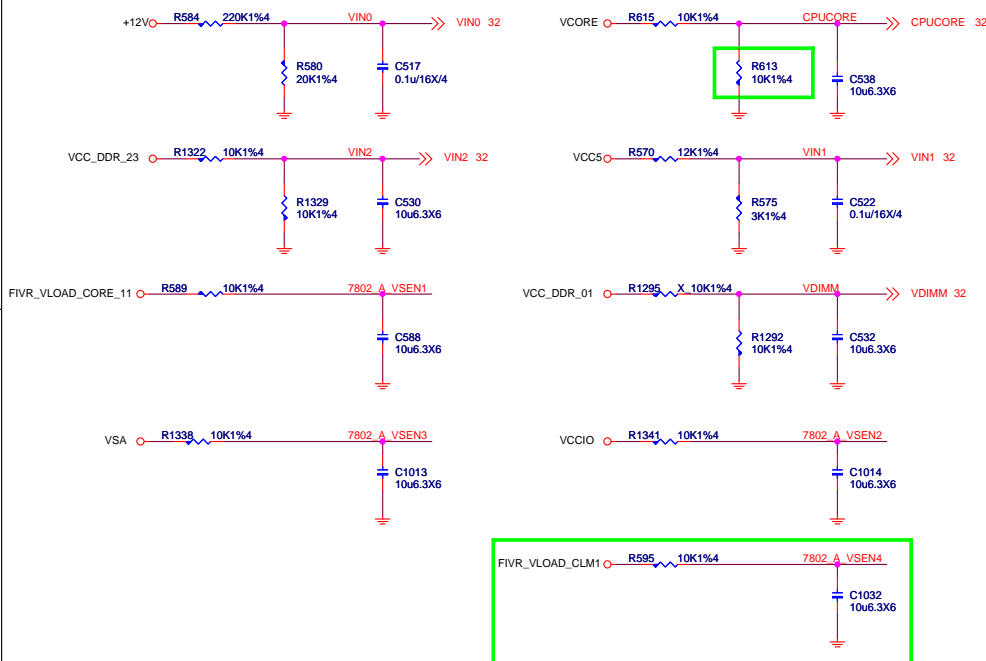 +12V R584 220K1%4 VIN0 VIN0 32
R580
20K1%4
C517
0.1u/16X/4
VCORE R615 10K1%4 CPUCORE CPUCORE 32
R613
10K1%4
C538
10u6.3X6
VCC_DDR_23 R1322 10K1%4 VIN2 VIN2 32
R1329
10K1%4
C530
10u6.3X6
VCC5 R570 12K1%4 VIN1 VIN1 32
R575
3K1%4
C522
0.1u/16X/4
FIVR_VLOAD_CORE_11 R589 10K1%4 7802_A_VSEN1
C588
10u6.3X6
VCC_DDR_01 R1295 X_10K1%4 VDIMM VDIMM 32
R1292
10K1%4
C532
10u6.3X6
VSA R1338 10K1%4 7802_A_VSEN3
C1013
10u6.3X6
VCCIO R1341 10K1%4 7802_A_VSEN2
C1014
10u6.3X6
FIVR_VLOAD_CLM1 R595 10K1%4 7802_A_VSEN4
C1032
10u6.3X6